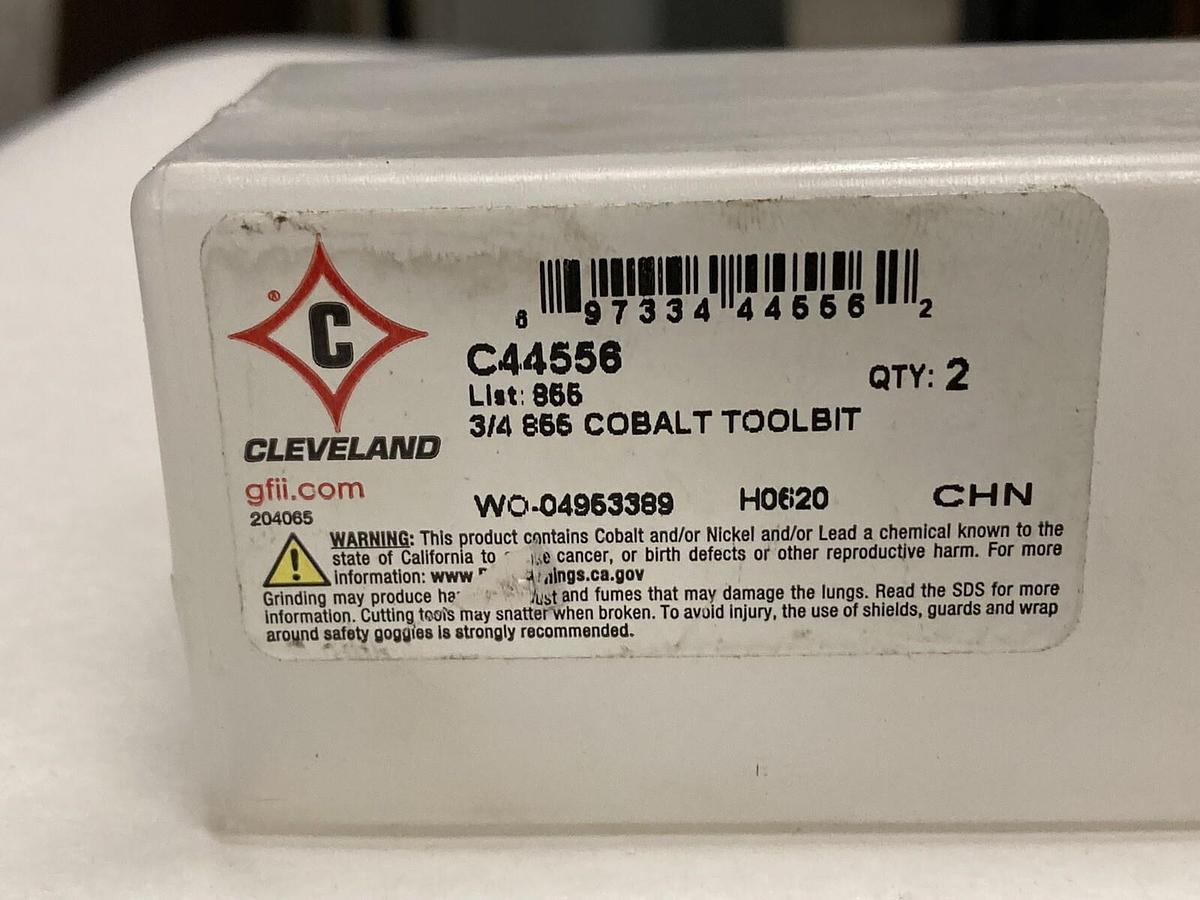 6 97334 44556 2
C44556
QTY: 2
List: 855
3/4 855 COBALT TOOLBIT
®
C
CLEVELAND
gfii.com
204065
WO-04953389 H0620 CHN
WARNING: This product contains Cobalt and/or Nickel and/or Lead a chemical known to the
state of California to cancer, or birth defects or other reproductive harm. For more
information: www
Grinding may produce dust and fumes that may damage the lungs. Read the SDS for more
information. Cutting tools may shatter when broken. To avoid injury, the use of shields, guards and wrap
around safety goggles is strongly recommended.